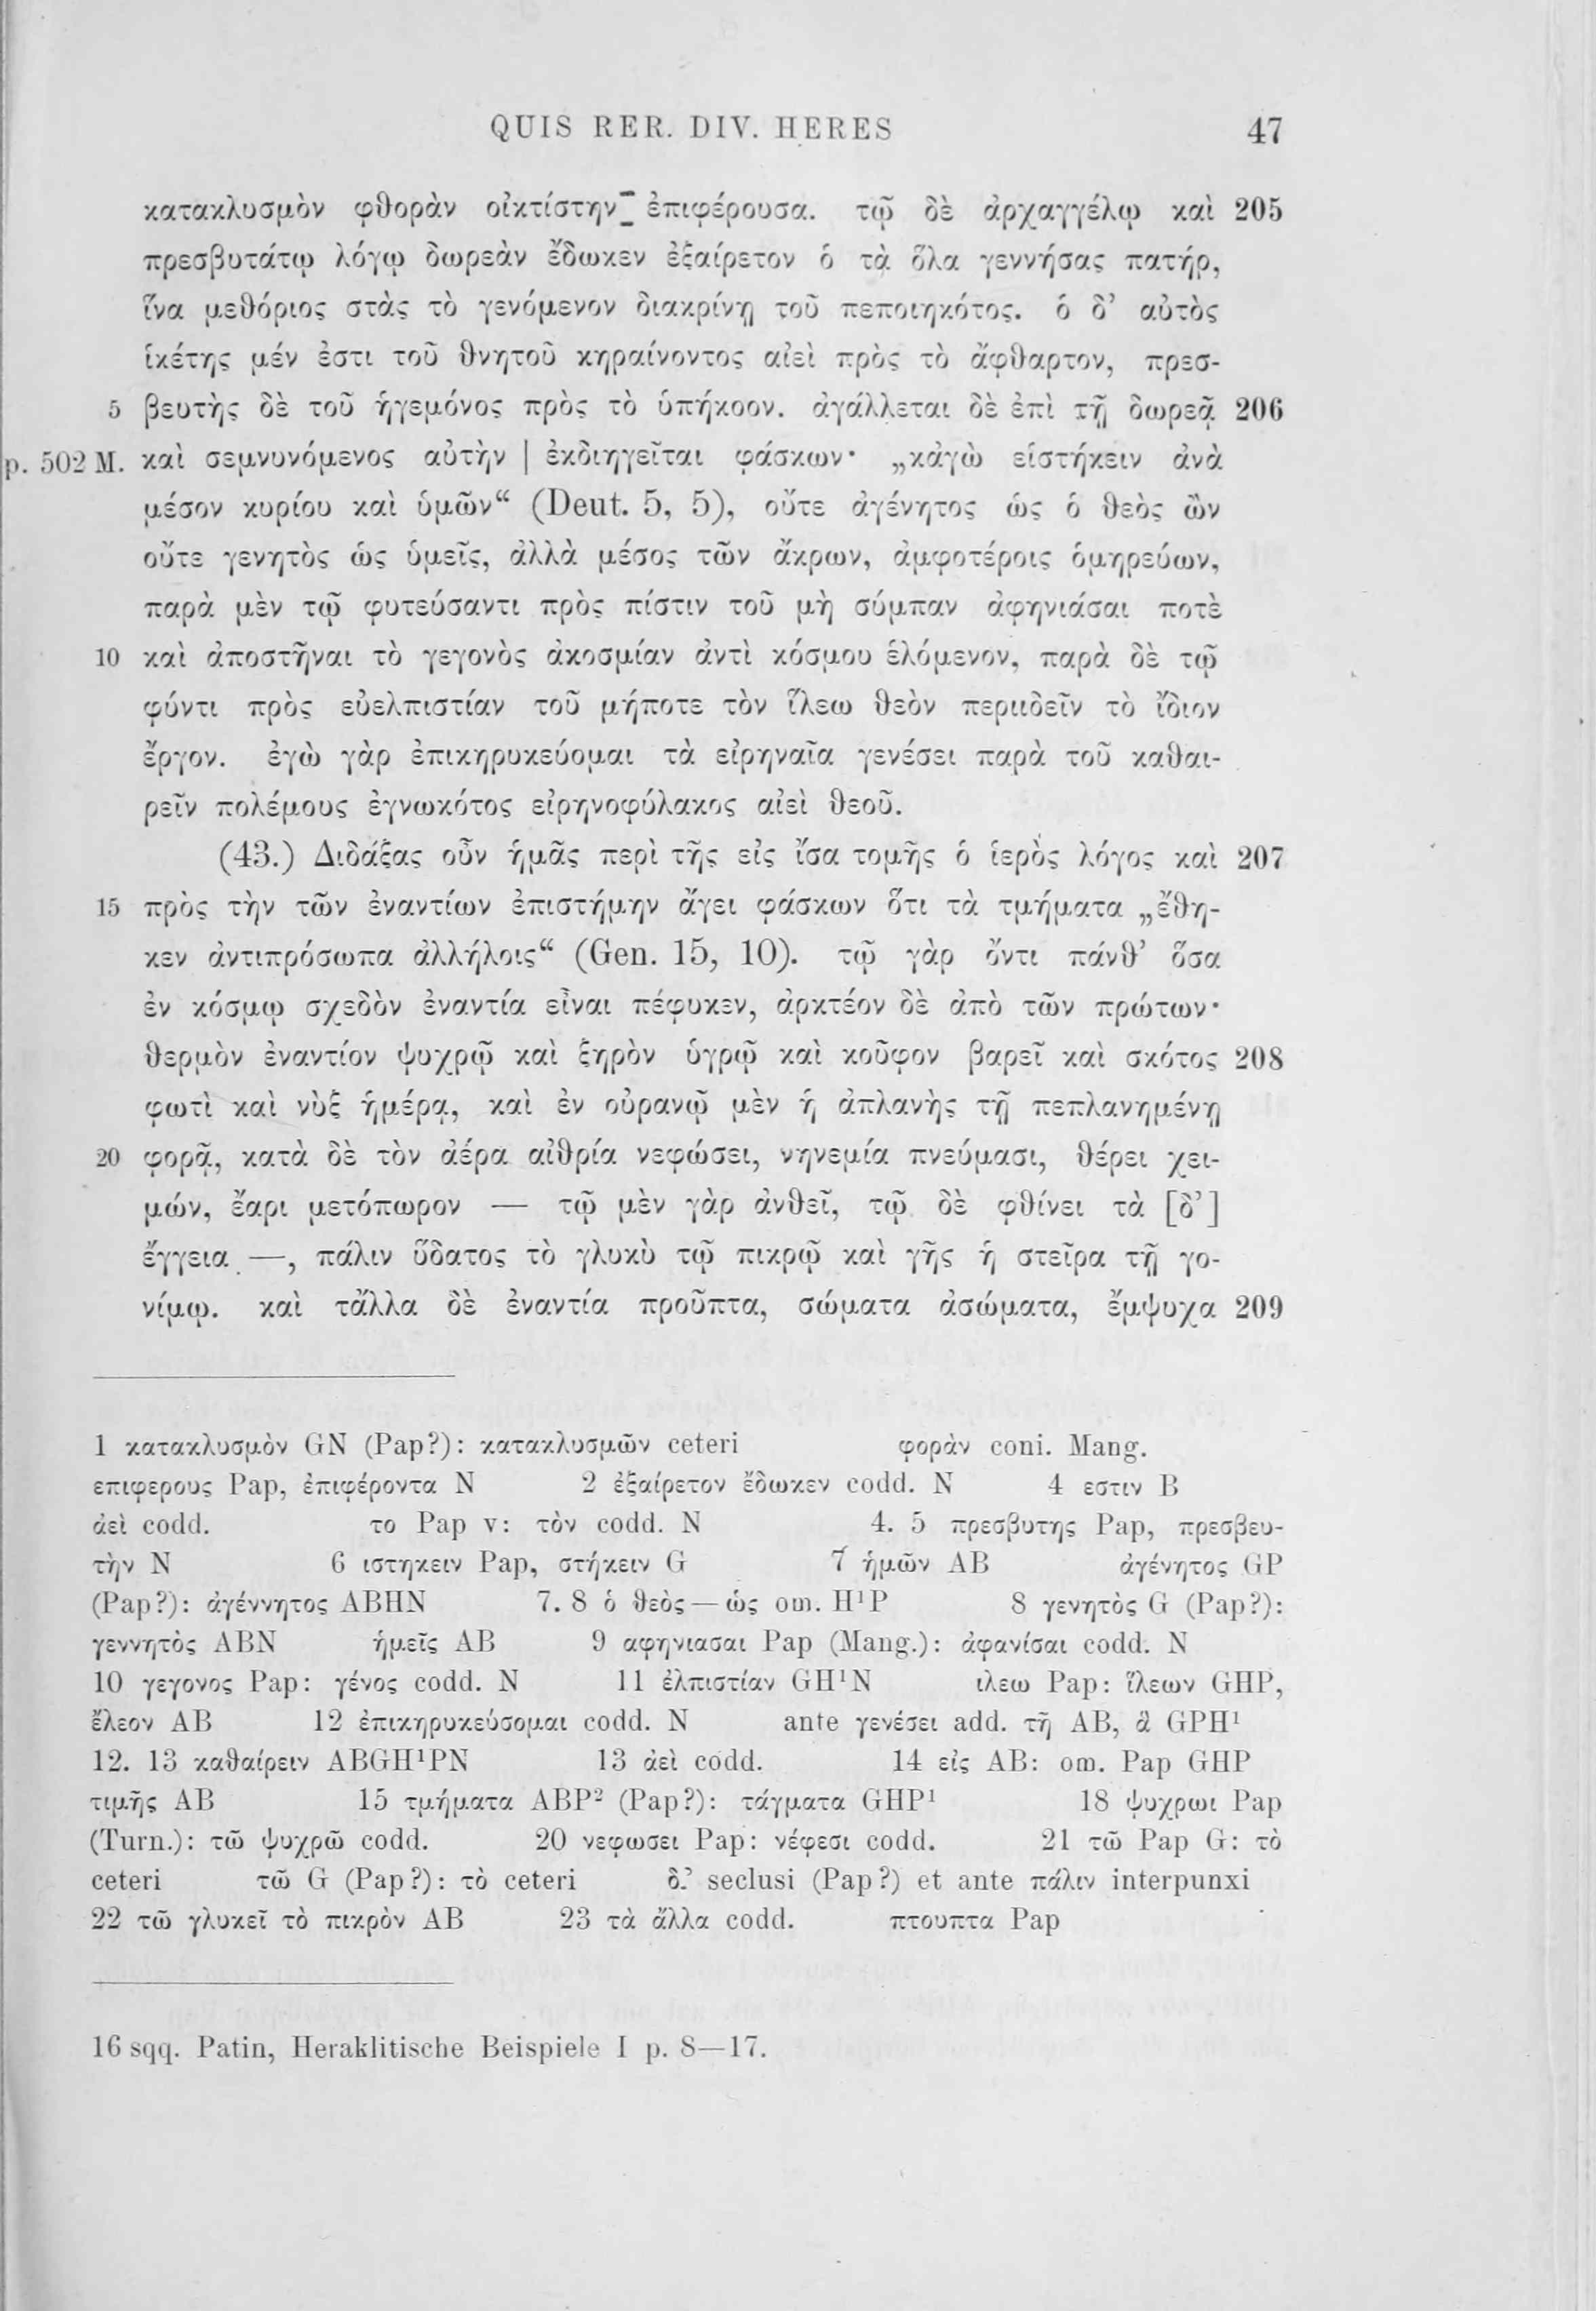 QUIS RER. DIV. HERES 47
κατακλυσμὸν φθορὰν οἰκτίστην ἐπιφέρουσα. τῷ δὲ ἀρχαγγέλῳ καὶ 205
πρεσβυτάτῳ λόγῳ δωρεὰν ἔδωκεν ἐξαίρετον ὁ τὰ ὅλα γεννήσας πατήρ,
ἵνα μεθόριος στὰς τὸ γενόμενον διακρίνῃ τοῦ πεποιηκότος. ὁ δ’ αὐτὸς
ἱκέτης μέν ἐστι τοῦ θνητοῦ κηραίνοντος αἰεὶ πρὸς τὸ ἄφθαρτον, πρεσ-
5 βευτὴς δὲ τοῦ ἡγεμόνος πρὸς τὸ ὑπήκοον. ἀγάλλεται δὲ ἐπὶ τῇ δωρεᾷ 206
p. 502 M. καὶ σεμνυνόμενος αὐτὴν | ἐκδιηγεῖται φάσκων· „κἀγὼ εἱστήκειν ἀνὰ
μέσον κυρίου καὶ ὑμῶν“ (Deut. 5, 5), οὔτε ἀγένητος ὡς ὁ θεὸς ὢν
οὔτε γενητὸς ὡς ὑμεῖς, ἀλλὰ μέσος τῶν ἄκρων, ἀμφοτέροις ὁμηρεύων,
παρὰ μὲν τῷ φυτεύσαντι πρὸς πίστιν τοῦ μὴ σύμπαν ἀφηνιάσαι ποτὲ
10 καὶ ἀποστῆναι τὸ γεγονὸς ἀκοσμίαν ἀντὶ κόσμου ἑλόμενον, παρὰ δὲ τῷ
φύντι πρὸς εὐελπιστίαν τοῦ μήποτε τὸν ἵλεω θεὸν περιιδεῖν τὸ ἴδιον
ἔργον. ἐγὼ γὰρ ἐπικηρυκεύομαι τὰ εἰρηναῖα γενέσει παρὰ τοῦ καθαι-
ρεῖν πολέμους ἐγνωκότος εἰρηνοφύλακος αἰεὶ θεοῦ.
(43.) Διδάξας οὖν ἡμᾶς περὶ τῆς εἰς ἴσα τομῆς ὁ ἱερὸς λόγος καὶ 207
15 πρὸς τὴν τῶν ἐναντίων ἐπιστήμην ἄγει φάσκων ὅτι τὰ τμήματα „ἔθη-
κεν ἀντιπρόσωπα ἀλλήλοις“ (Gen. 15, 10). τῷ γὰρ ὄντι πάνθ’ ὅσα
ἐν κόσμῳ σχεδὸν ἐναντία εἶναι πέφυκεν, ἀρκτέον δὲ ἀπὸ τῶν πρώτων·
θερμὸν ἐναντίον ψυχρῷ καὶ ξηρὸν ὑγρῷ καὶ κοῦφον βαρεῖ καὶ σκότος 208
φωτὶ καὶ νὺξ ἡμέρᾳ, καὶ ἐν οὐρανῷ μὲν ἡ ἀπλανὴς τῇ πεπλανημένῃ
20 φορᾷ, κατὰ δὲ τὸν ἀέρα αἰθρία νεφώσει, νηνεμία πνεύμασι, θέρει χει-
μών, ἔαρι μετόπωρον — τῷ μὲν γὰρ ἀνθεῖ, τῷ δὲ φθίνει τὰ [δ’]
ἔγγεια —, πάλιν ὕδατος τὸ γλυκὺ τῷ πικρῷ καὶ γῆς ἡ στεῖρα τῇ γο-
νίμῳ. καὶ τἄλλα δὲ ἐναντία προῦπτα, σώματα ἀσώματα, ἔμψυχα 209
1 κατακλυσμὸν GN (Pap?): κατακλυσμῶν ceteri φορὰν coni. Mang.
επιφερους Pap, ἐπιφέροντα N 2 ἐξαίρετον ἔδωκεν codd. N 4 εστιν B
ἀεὶ codd. το Pap v: τὸν codd. N 4. 5 πρεσβυτης Pap, πρεσβευ-
τὴν N 6 ιστηκειν Pap, στήκειν G 7 ἡμῶν AB ἀγένητος GP
(Pap?): ἀγέννητος ABHN 7. 8 ὁ θεὸς — ὡς om. H¹P 8 γενητὸς G (Pap?):
γεννητὸς ABN ἡμεῖς AB 9 αφηνιασαι Pap (Mang.): ἀφανίσαι codd. N
10 γεγονος Pap: γένος codd. N 11 ἐλπιστίαν GH¹N ιλεω Pap: ἵλεων GHP,
ἔλεον AB 12 ἐπικηρυκεύσομαι codd. N ante γενέσει add. τῇ AB, ἃ GPH¹
12. 13 καθαίρειν ABGH¹PN 13 ἀεὶ codd. 14 εἰς AB: om. Pap GHP
τιμῆς AB 15 τμήματα ABP² (Pap?): τάγματα GHP¹ 18 ψυχρωι Pap
(Turn.): τῶ ψυχρῶ codd. 20 νεφωσει Pap: νέφεσι codd. 21 τῶ Pap G: τὸ
ceteri τῶ G (Pap?): τὸ ceteri δ’ seclusi (Pap?) et ante πάλιν interpunxi
22 τῶ γλυκεῖ τὸ πικρὸν AB 23 τὰ ἄλλα codd. πτουπτα Pap
16 sqq. Patin, Heraklitische Beispiele I p. 8—17.